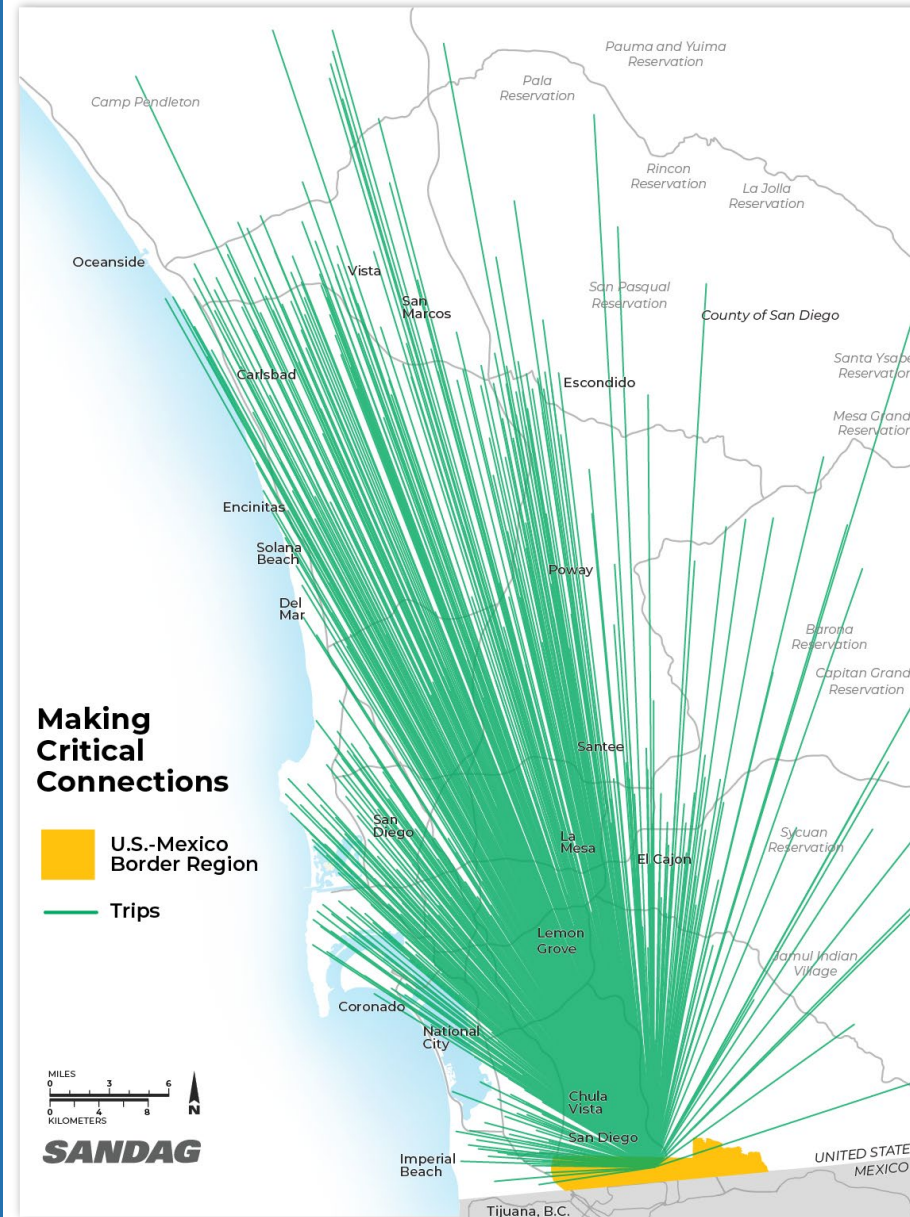 Pauma and Yuima
Reservation
Pala
Reservation
Camp Pendleton
Rincon
Reservation
La Jolla
Reservation
Oceanside
Vista
San
Marcos
San Pasqual
Reservation
County of San Diego
Santa Ysabe
Reservation
Carlsbad
Escondido
Mesa Grand
Reservation
Encinitas
Solana
Beach
Poway
Del
Mar
Barona
Reservation
Capitan Grand
Reservation
Making
Critical
Connections
Santee
U.S.-Mexico
Border Region
San
Diego
La
Mesa
El Cajon
Sycuan
Reservation
Trips
Lemon
Grove
Jamul Indian
Village
Coronado
National
City
MILES
0 3 6
0 4 8
KILOMETERS
N
Chula
Vista
San Diego
SANDAG
Imperial
Beach
UNITED STATE
MEXICO
Tijuana, B.C.